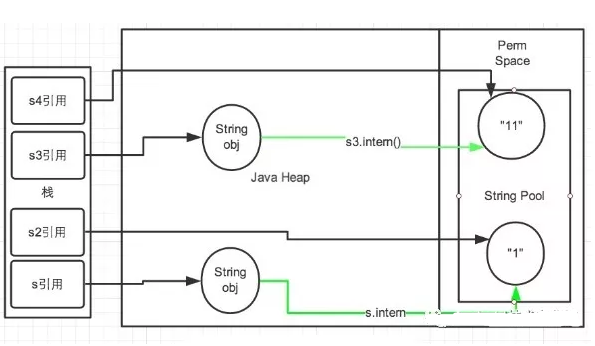 Perm
Space
s4引用
"11"
String
obj
s3.intern()
s3引用
Java Heap
栈
String Pool
s2引用
"1"
String
obj
s引用
s.intern